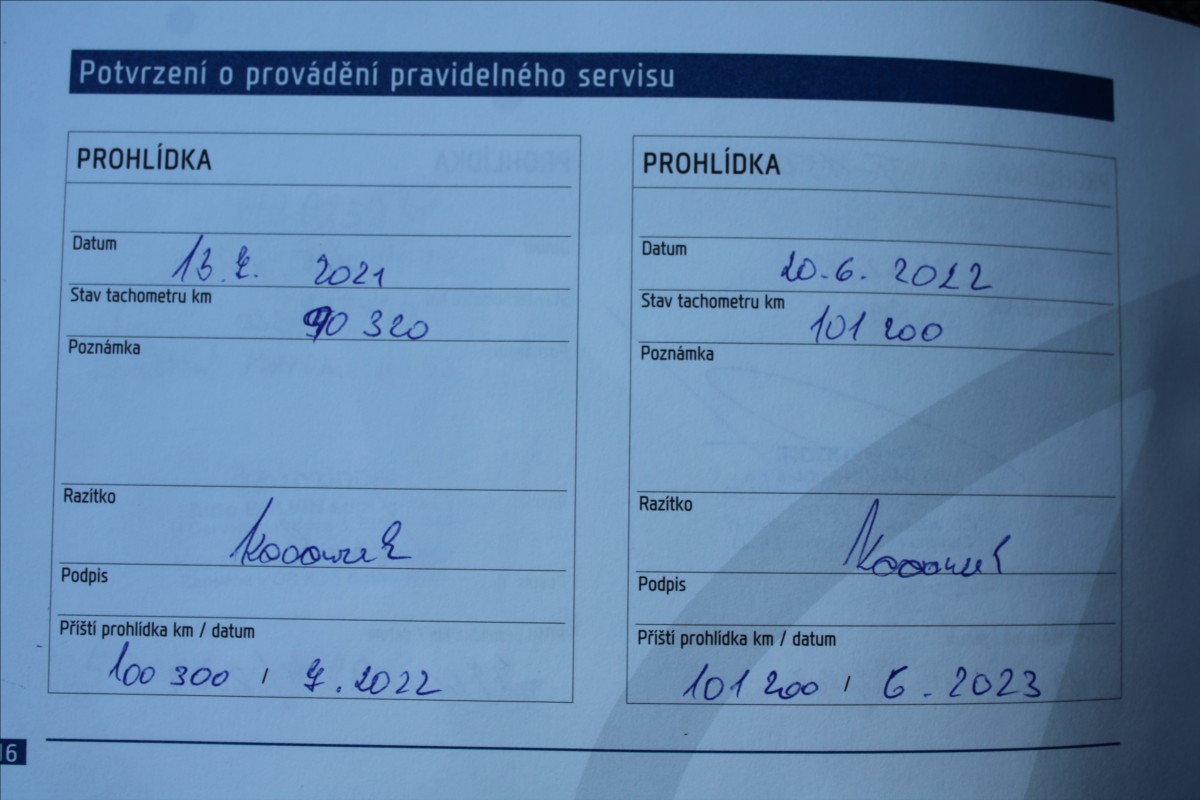 Potvrzení o provádění pravidelného servisu
PROHLÍDKA
Datum
13.7. 2021
Stav tachometru km
90 320
Poznámka
Razítko
Podpis
Příští prohlídka km / datum
100 300 / 7.2022
PROHLÍDKA
Datum
20.6.2022
Stav tachometru km
101 200
Poznámka
Razítko
Podpis
Příští prohlídka km / datum
101 200 / 6.2023
16